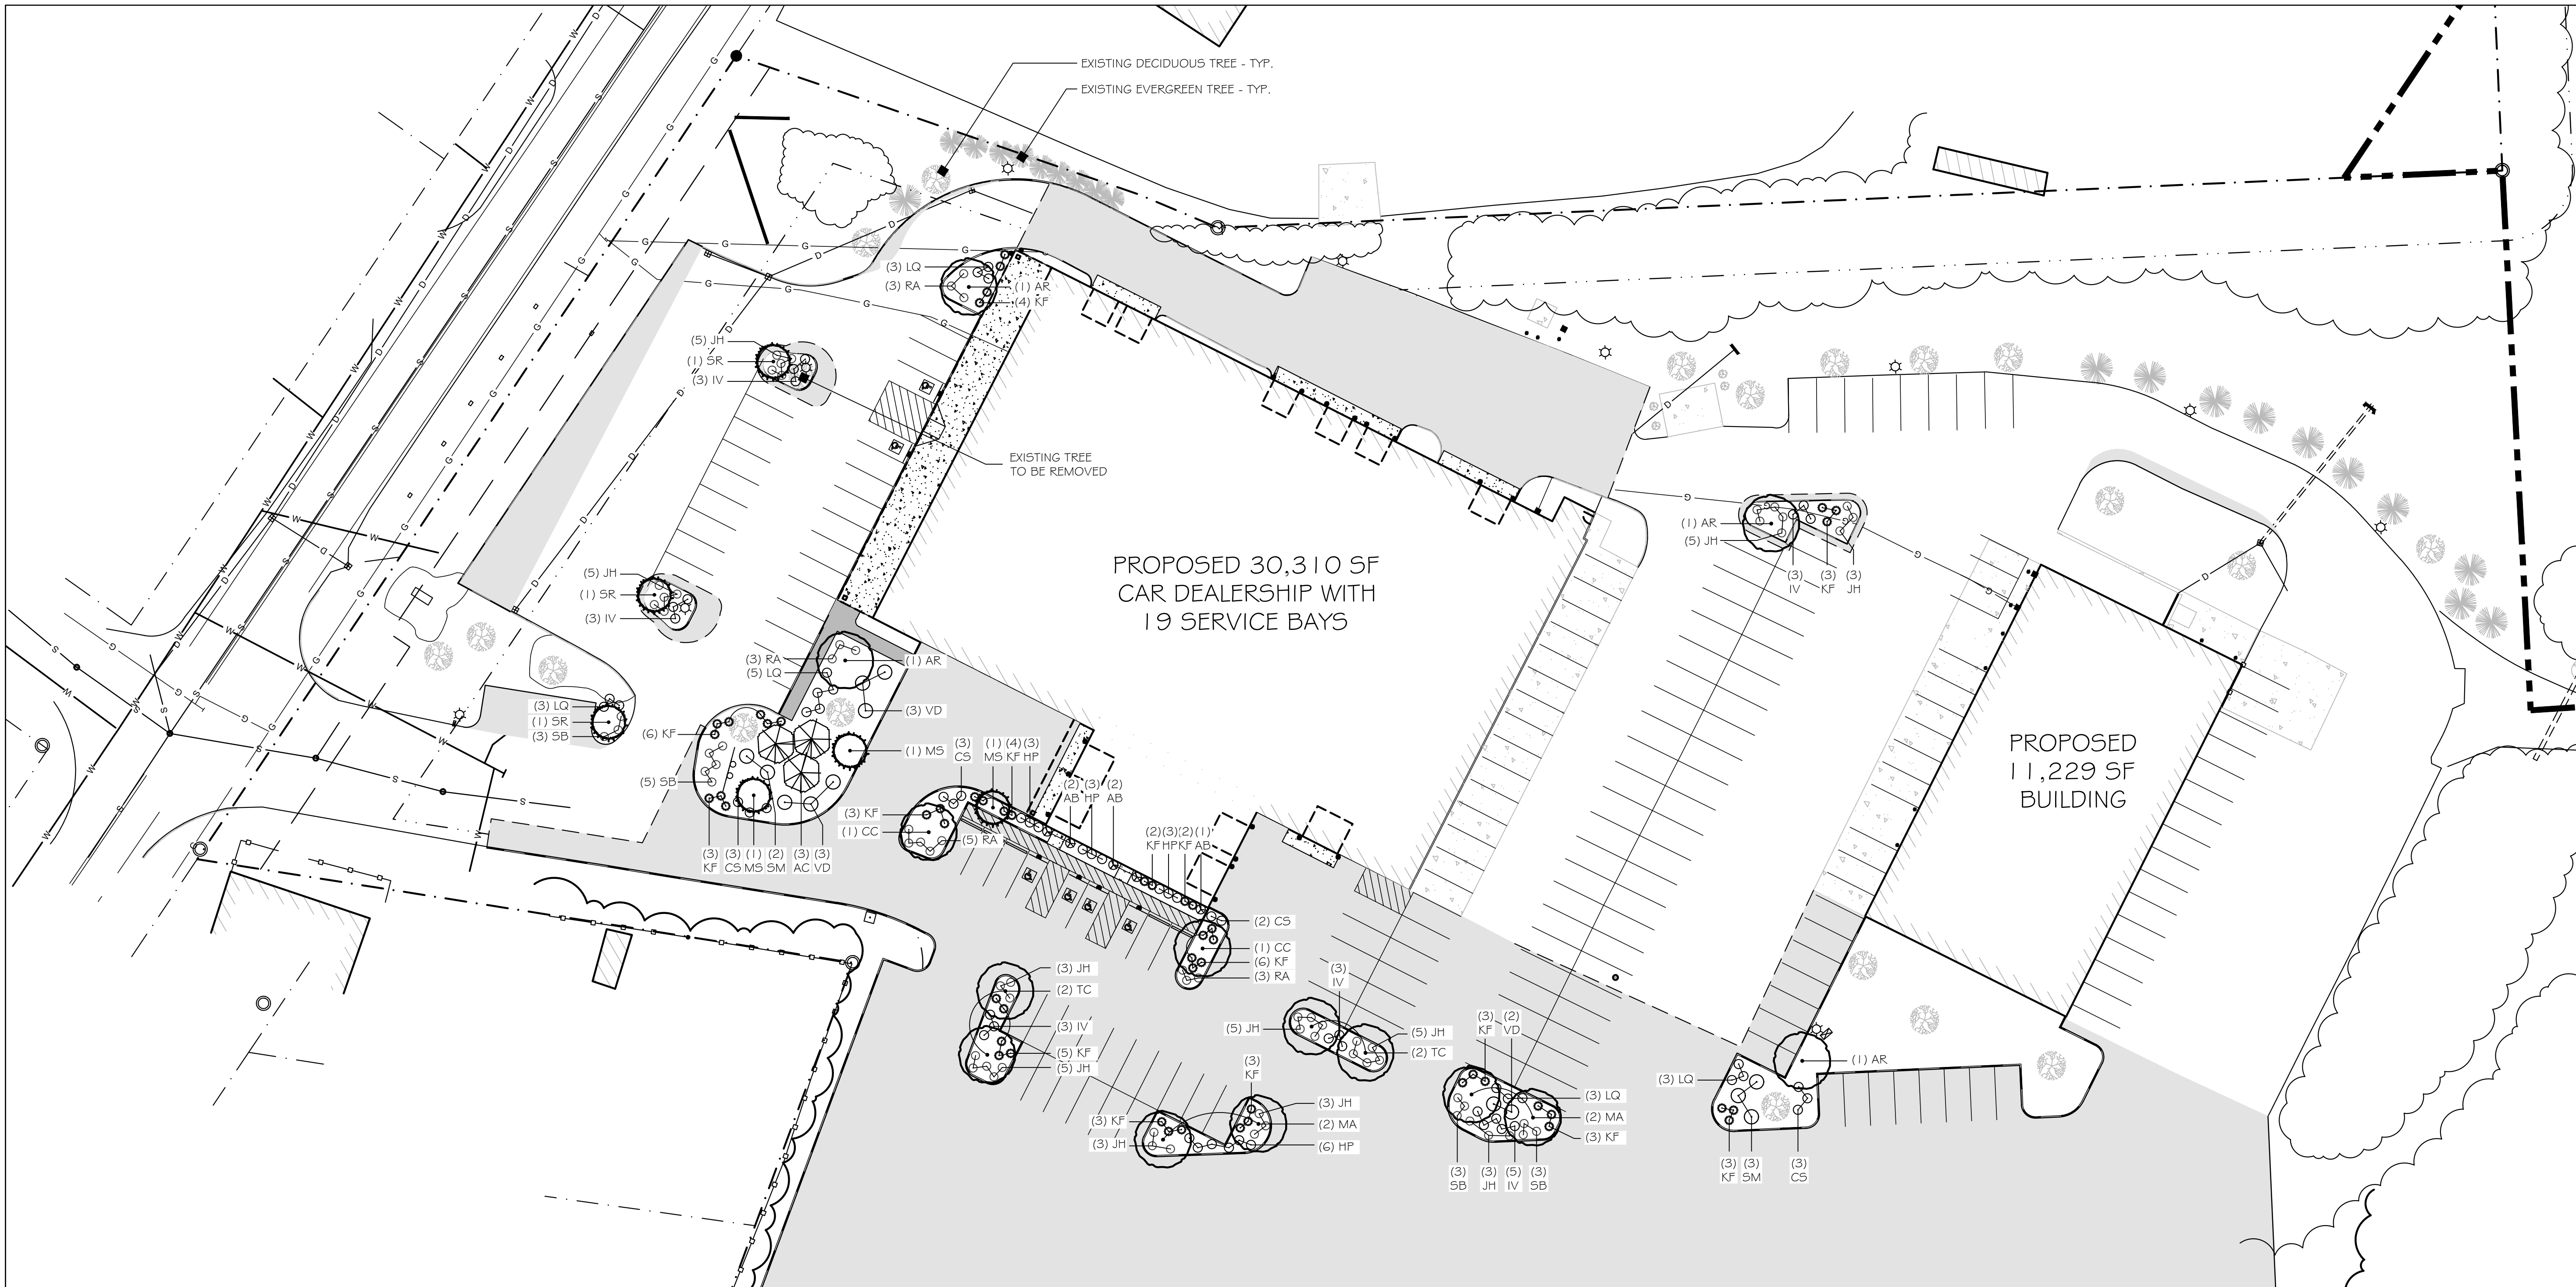 EXISTING DECIDUOUS TREE - TYP.
EXISTING EVERGREEN TREE - TYP.
(3) LQ
(3) RA
(1) AR
(4) KF
(5) JH
(1) SR
(3) IV
EXISTING TREE
TO BE REMOVED
PROPOSED 30,310 SF
CAR DEALERSHIP WITH
19 SERVICE BAYS
(1) AR
(5) JH
(3)
IV
(3)
KF
(3)
JH
(5) JH
(1) SR
(3) IV
(3) RA
(5) LQ
(1) AR
(3) VD
(3) LQ
(1) SR
(3) SB
(6) KF
(1) MS
(5) SB
(3)
KF
(3)
CS
(1)
MS
(2)
SM
(3)
AC
(3)
VD
(3)
CS
(1)
MS
(4)
KF
(3)
HP
(2)
AB
(3)
HP
(2)
AB
(3) KF
(1) CC
(5) RA
(2)
KF
(3)
HP
(2)
KF
(1)
AB
PROPOSED
11,229 SF
BUILDING
(2) CS
(1) CC
(6) KF
(3) RA
(3) JH
(2) TC
(3) IV
(5) KF
(5) JH
(3)
IV
(5) JH
(5) JH
(2) TC
(3)
KF
(3) KF
(3) JH
(3) JH
(2) MA
(6) HP
(3)
KF
(2)
VD
(3) LQ
(2) MA
(3) KF
(3)
SB
(3)
JH
(5)
IV
(3)
SB
(1) AR
(3) LQ
(3)
KF
(3)
SM
(3)
CS